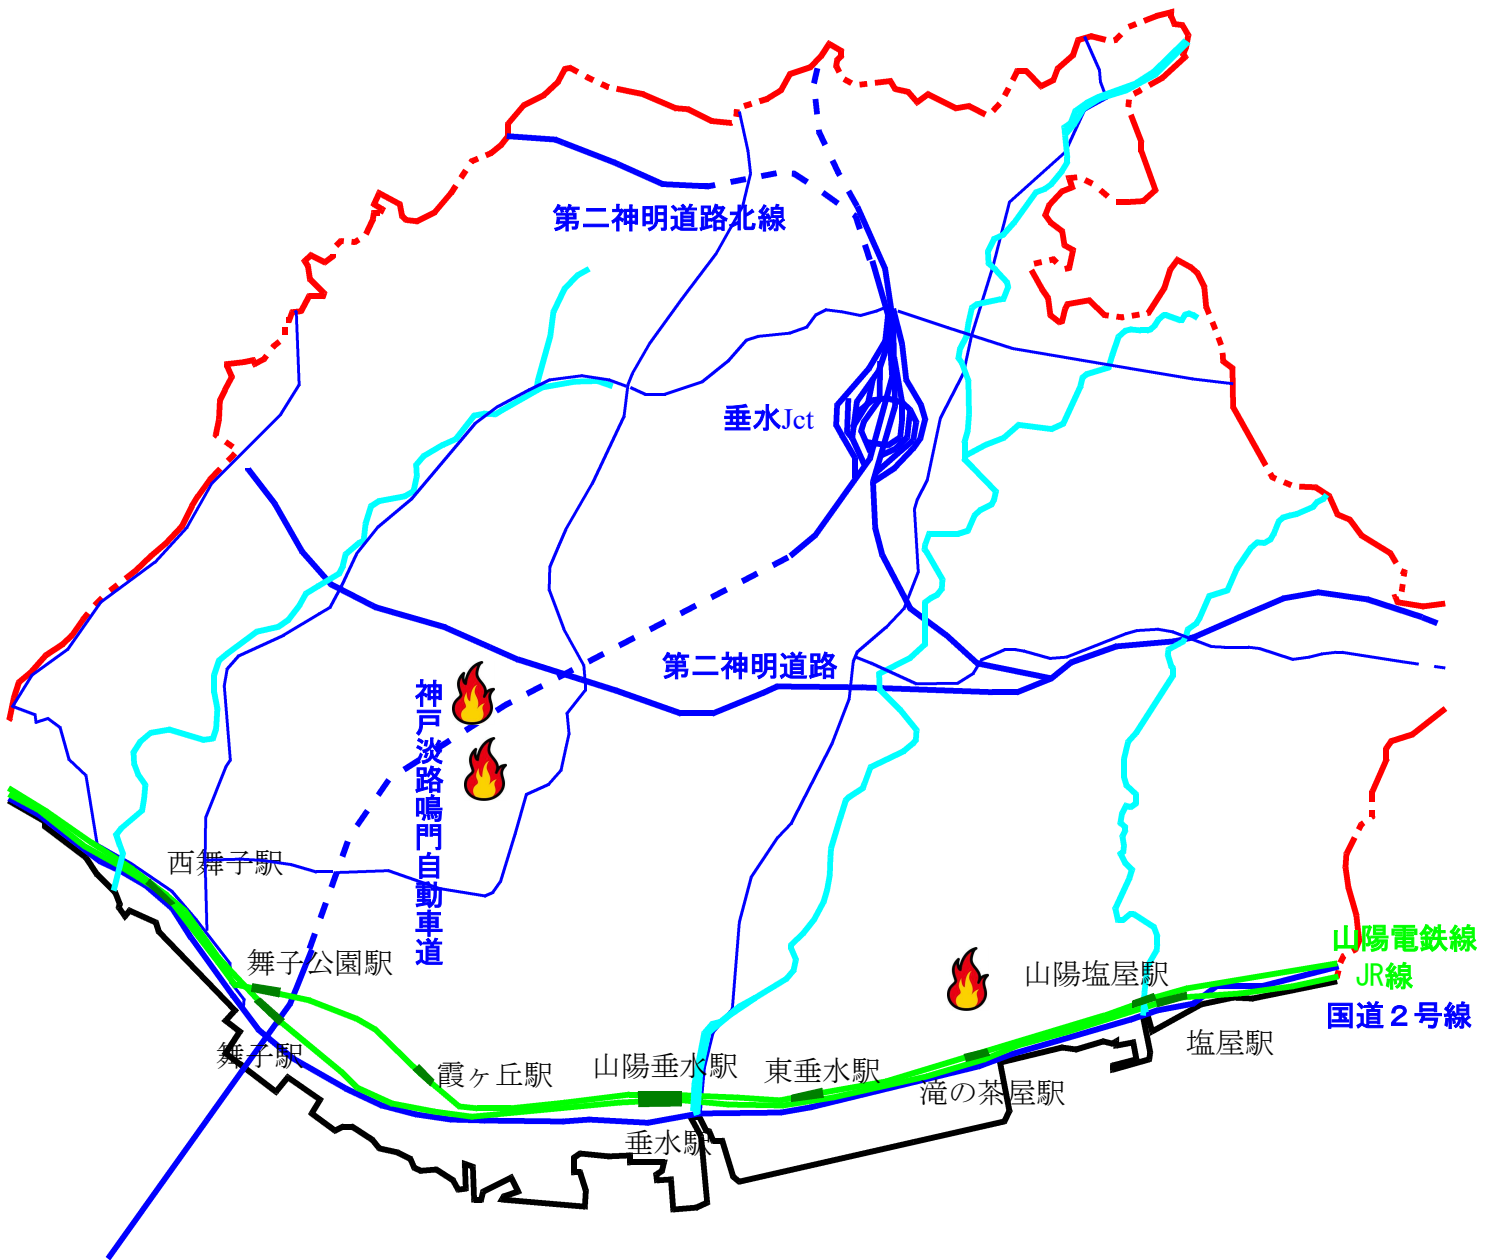 第二神明道路北線
垂水Jct
第二神明道路
神戸淡路鳴門自動車道
西舞子駅
舞子公園駅
山陽電鉄線
山陽塩屋駅
JR線
国道２号線
塩屋駅
舞子駅
霞ヶ丘駅
山陽垂水駅
東垂水駅
滝の茶屋駅
垂水駅